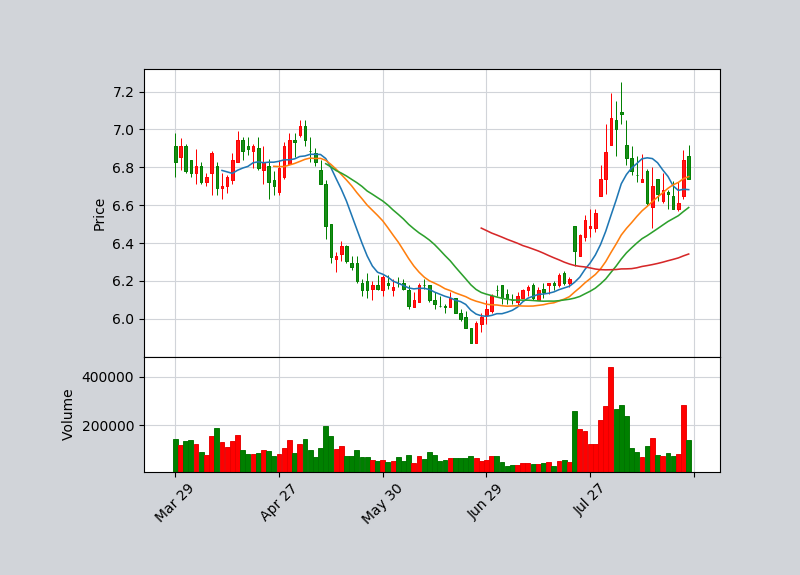 7.2
7.0
6.8
6.6
6.4
6.2
6.0
Price
400000
200000
Volume
Mar 29
Apr 27
May 30
Jun 29
Jul 27